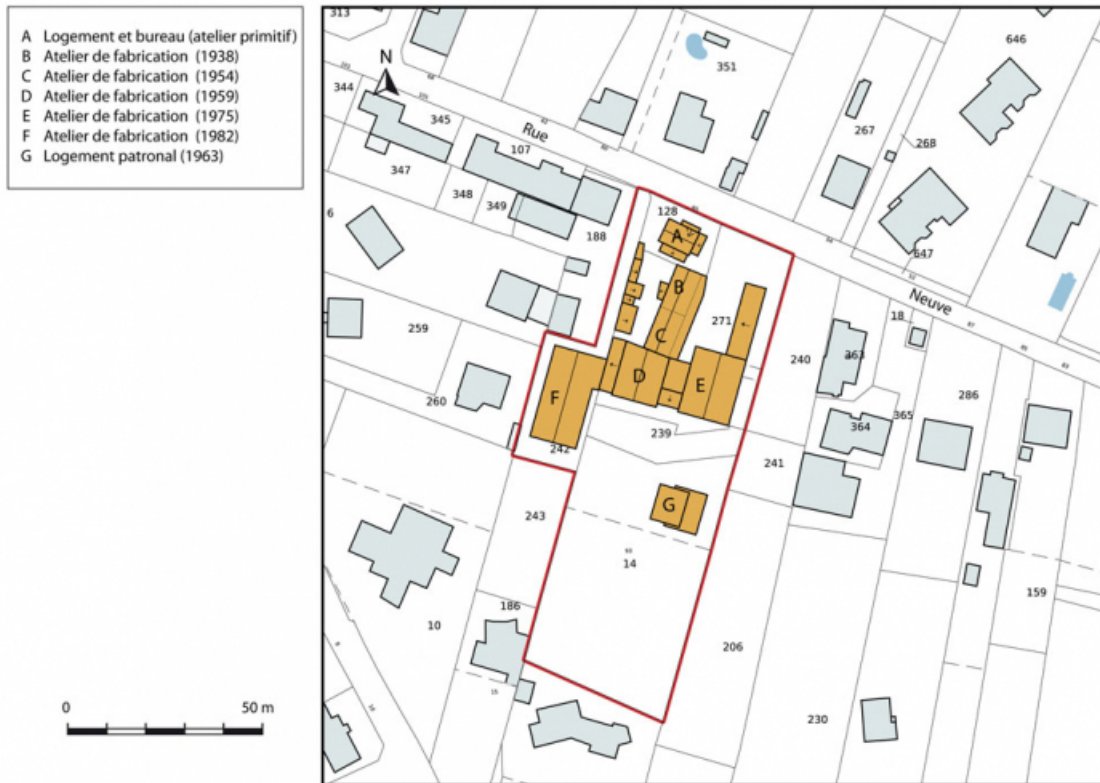 A Logement et bureau (atelier primitif)
B Atelier de fabrication (1938)
C Atelier de fabrication (1954)
D Atelier de fabrication (1959)
E Atelier de fabrication (1975)
F Atelier de fabrication (1982)
G Logement patronal (1963)
N
0 50 m
313
646
351
344
345
267
Rue
107
268
347
348
349
128
6
188
A
647
B
Neuve
259
271
18
C
240
363
D
E
286
F
260
364
365
239
242
241
G
243
14
159
186
10
206
230